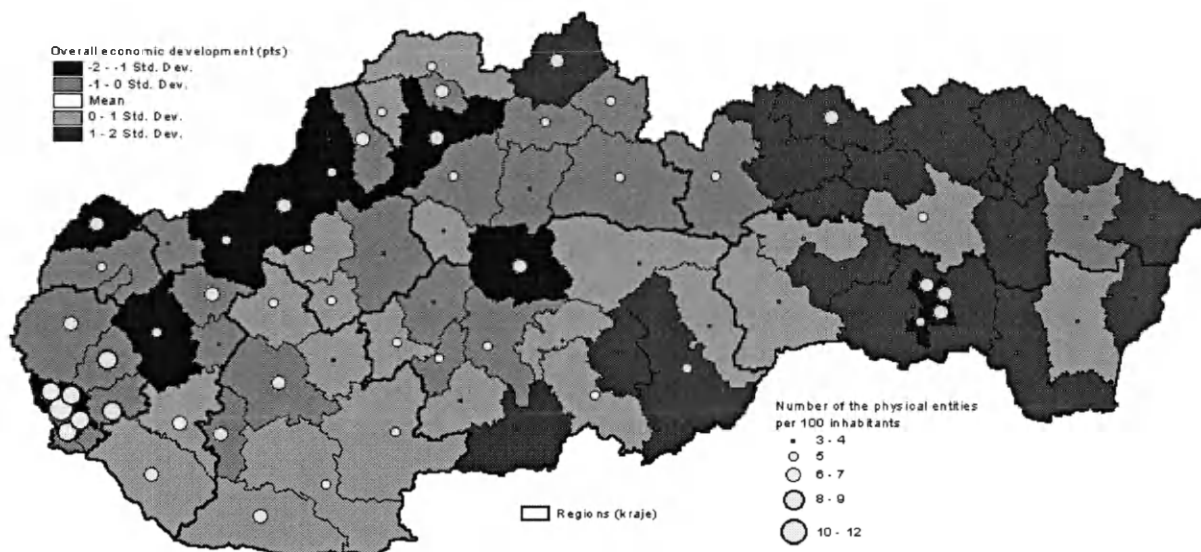 Overall economic development (pts)
-2 - -1 Std. Dev.
-1 - 0 Std. Dev.
Mean
0 - 1 Std. Dev.
1 - 2 Std. Dev.
Number of the physical entities
per 100 inhabitants
3 - 4
5
6 - 7
8 - 9
10 - 12
Regions (kraje)